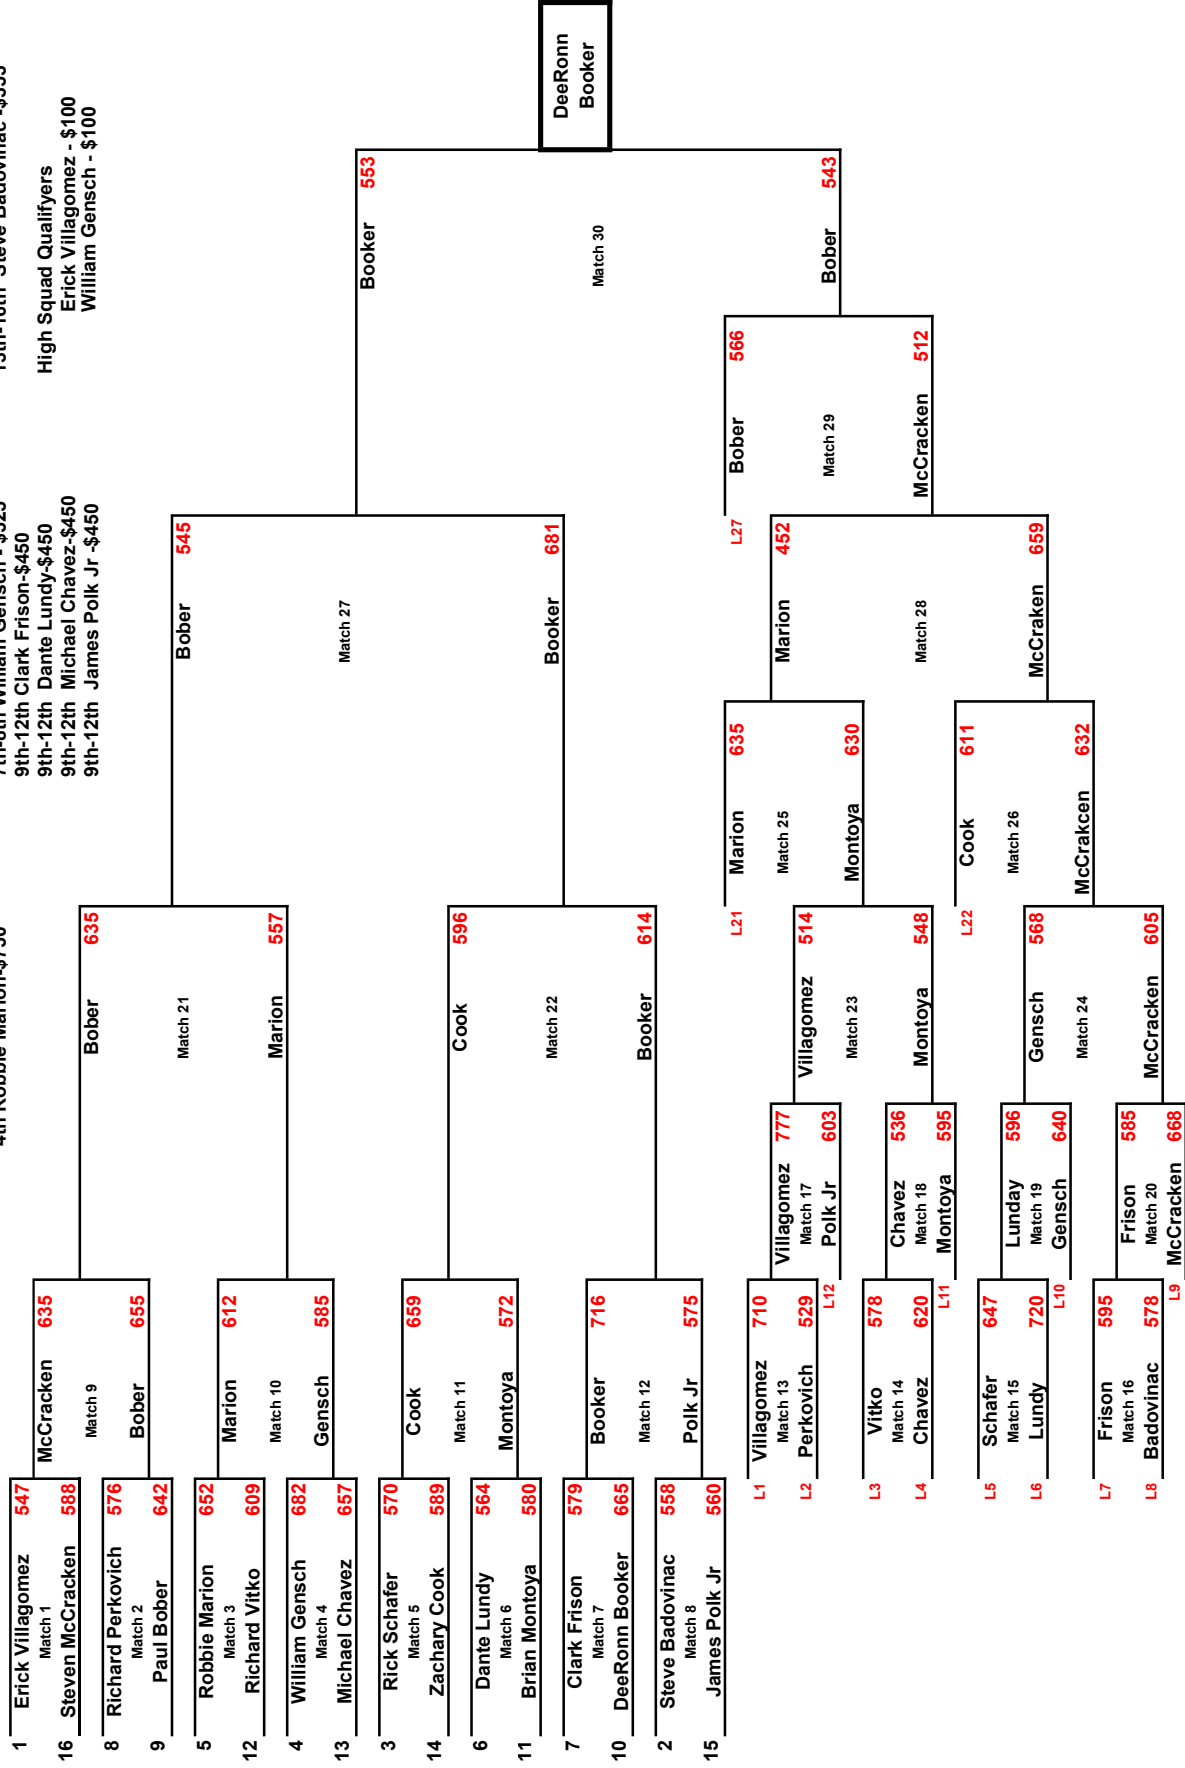 4th Robbie Marion-$750
7th-8th William Gensch - $525
9th-12th Clark Frison-$450
9th-12th Dante Lundy-$450
9th-12th Michael Chavez-$450
9th-12th James Polk Jr -$450
Steve Badovinac
High Squad Qualifyers
Erick Villagomez - $100
William Gensch - $100
1 Erick Villagomez 547
Match 1
16 Steven McCracken 588
8 Richard Perkovich 576
Match 2
9 Paul Bober 642
5 Robbie Marion 652
Match 3
12 Richard Vitko 609
4 William Gensch 682
Match 4
13 Michael Chavez 657
3 Rick Schafer 570
Match 5
14 Zachary Cook 589
6 Dante Lundy 564
Match 6
11 Brian Montoya 580
7 Clark Frison 579
Match 7
10 DeeRonn Booker 665
2 Steve Badovinac 558
Match 8
15 James Polk Jr 560
McCracken 635
Match 9
Bober 655
Marion 612
Match 10
Gensch 585
Cook 659
Match 11
Montoya 572
Booker 716
Match 12
Polk Jr 575
Bober 635
Match 21
Marion 557
Cook 596
Match 22
Booker 614
Bober 545
Match 27
Booker 681
Booker 553
Match 30
Bober 543
DeeRonn
Booker
L1 Villagomez 710
Match 13
L2 Perkovich 529
L3 Vitko 578
Match 14
L4 Chavez 620
L5 Schafer 647
Match 15
L6 Lundy 720
L7 Frison 595
Match 16
L8 Badovinac 578
Villagomez 777
Match 17
L12 Polk Jr 603
Chavez 536
Match 18
L11 Montoya 595
Lunday 596
Match 19
L10 Gensch 640
Frison 585
Match 20
L9 McCracken 668
Villagomez 514
Match 23
Montoya 548
Gensch 568
Match 24
McCracken 605
L21 Marion 635
Match 25
Montoya 630
L22 Cook 611
Match 26
McCrakcen 632
Marion 452
Match 28
McCraken 659
L27 Bober 566
Match 29
McCracken 512